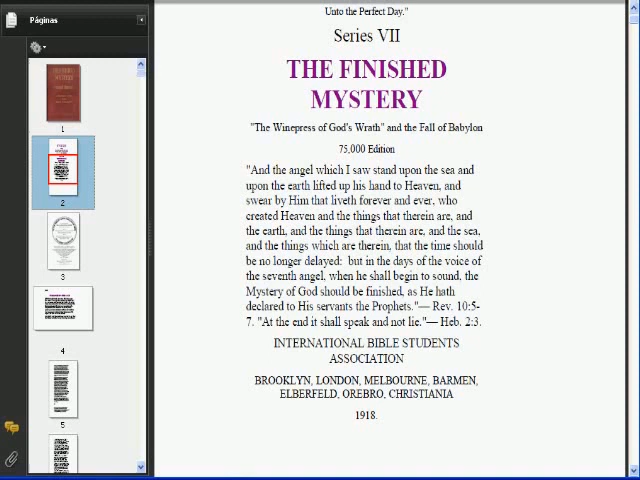 Páginas
1
2
3
4
5
6
Unto the Perfect Day."
Series VII
THE FINISHED
MYSTERY
"The Winepress of God's Wrath" and the Fall of Babylon
75,000 Edition
"And the angel which I saw stand upon the sea and
upon the earth lifted up his hand to Heaven, and
swear by Him that liveth forever and ever, who
created Heaven and the things that therein are, and
the earth, and the things that therein are, and the sea,
and the things which are therein, that the time should
be no longer delayed:  but in the days of the voice of
the seventh angel, when he shall begin to sound, the
Mystery of God should be finished, as He hath
declared to His servants the Prophets."— Rev. 10:5-
7. "At the end it shall speak and not lie."— Heb. 2:3.
INTERNATIONAL BIBLE STUDENTS
ASSOCIATION
BROOKLYN, LONDON, MELBOURNE, BARMEN,
ELBERFELD, OREBRO, CHRISTIANIA
1918.